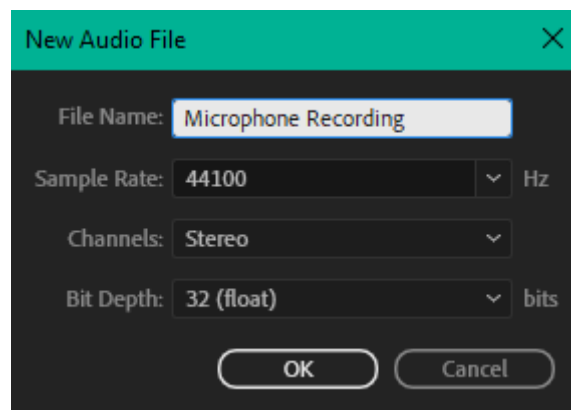 New Audio File
File Name: Microphone Recording
Sample Rate: 44100 Hz
Channels: Stereo
Bit Depth: 32 (float) bits
OK Cancel